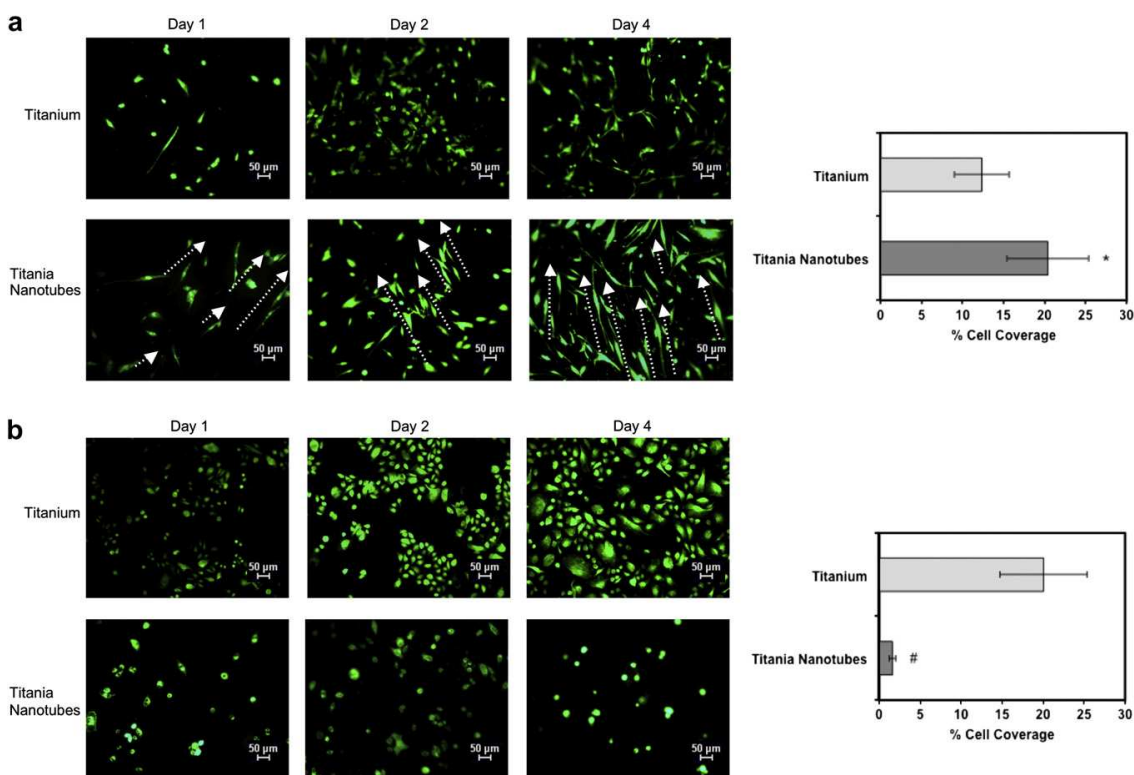 a
Day 1
Day 2
Day 4
Titanium
50 µm
50 µm
50 µm
Titania
Nanotubes
50 µm
50 µm
50 µm
Titanium
Titania Nanotubes
*
0 5 10 15 20 25 30
% Cell Coverage
b
Day 1
Day 2
Day 4
Titanium
50 µm
50 µm
50 µm
Titania
Nanotubes
50 µm
50 µm
50 µm
Titanium
Titania Nanotubes
#
0 5 10 15 20 25 30
% Cell Coverage